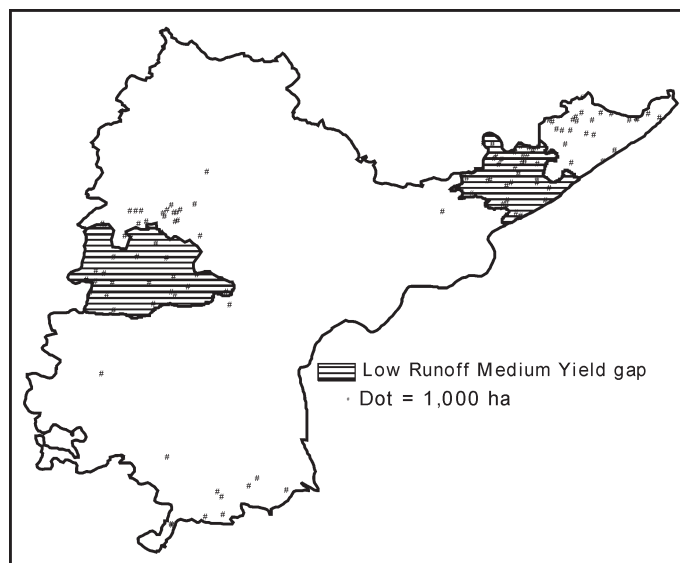 Low Runoff Medium Yield gap
Dot = 1,000 ha